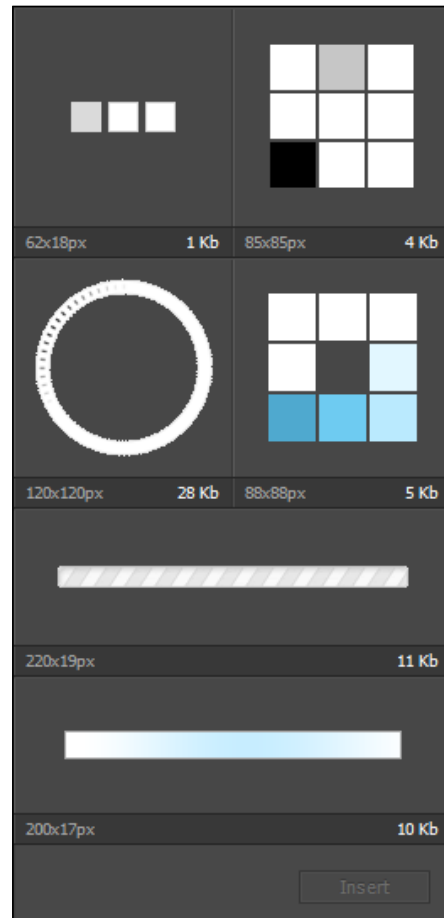 62x18px 1 Kb 85x85px 4 Kb
120x120px 28 Kb 88x88px 5 Kb
220x19px 11 Kb
200x17px 10 Kb
Insert